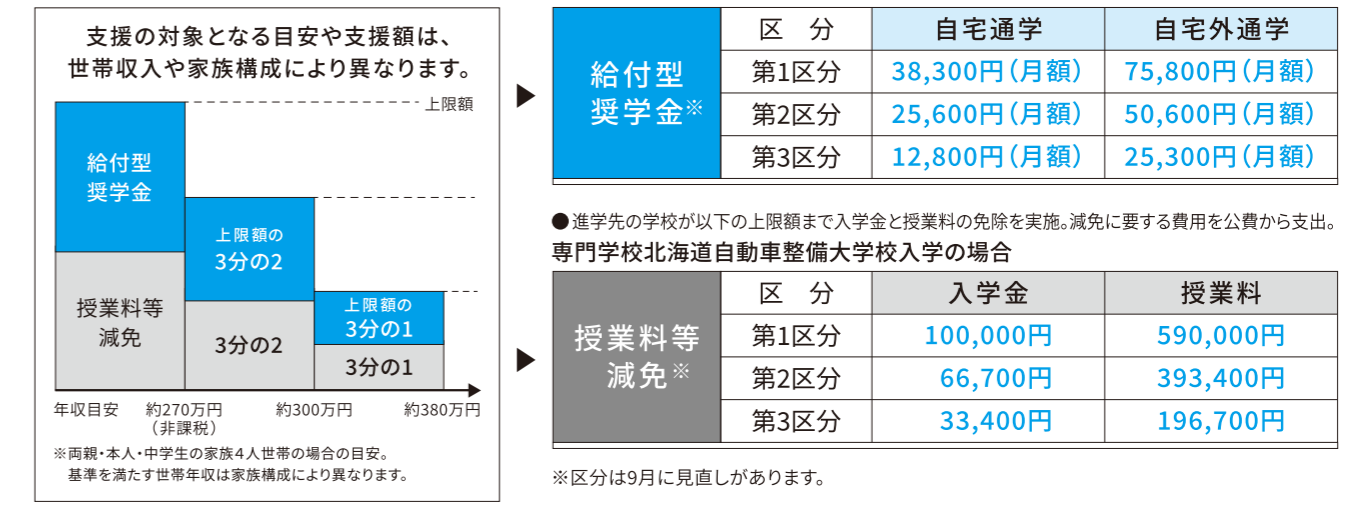 支援の対象となる目安や支援額は、
世帯収入や家族構成により異なります。
上限額
給付型
奨学金
上限額の
3分の2
上限額の
3分の1
授業料等
減免
3分の2
3分の1
年収目安 約270万円 約300万円 約380万円
（非課税）
※両親・本人・中学生の家族4人世帯の場合の目安。
基準を満たす世帯年収は家族構成により異なります。
給付型
奨学金※
区　分 自宅通学 自宅外通学
第1区分 38,300円（月額） 75,800円（月額）
第2区分 25,600円（月額） 50,600円（月額）
第3区分 12,800円（月額） 25,300円（月額）
●進学先の学校が以下の上限額まで入学金と授業料の免除を実施。減免に要する費用を公費から支出。
専門学校北海道自動車整備大学校入学の場合
授業料等
減免※
区　分 入学金 授業料
第1区分 100,000円 590,000円
第2区分 66,700円 393,400円
第3区分 33,400円 196,700円
※区分は9月に見直しがあります。